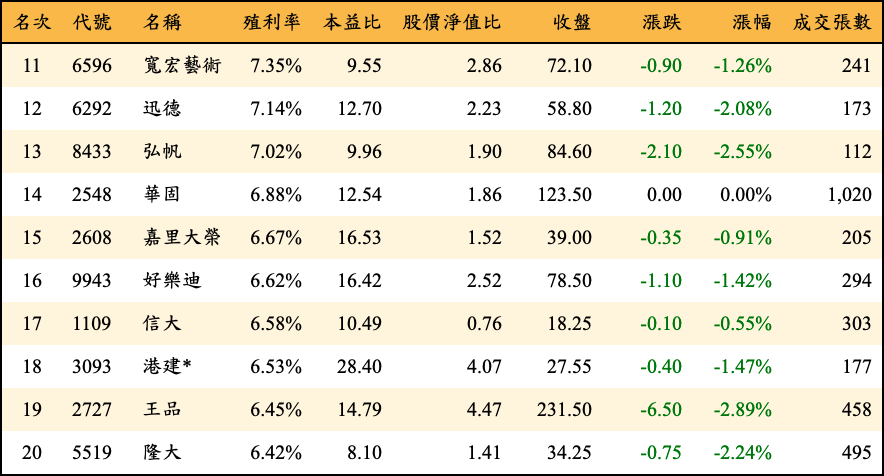 名次 代號 名稱 殖利率 本益比 股價淨值比 收盤 漲跌 漲幅 成交張數
11 6596 寬宏藝術 7.35% 9.55 2.86 72.10 -0.90 -1.26% 241
12 6292 迅德 7.14% 12.70 2.23 58.80 -1.20 -2.08% 173
13 8433 弘帆 7.02% 9.96 1.90 84.60 -2.10 -2.55% 112
14 2548 華固 6.88% 12.54 1.86 123.50 0.00 0.00% 1,020
15 2608 嘉里大榮 6.67% 16.53 1.52 39.00 -0.35 -0.91% 205
16 9943 好樂迪 6.62% 16.42 2.52 78.50 -1.10 -1.42% 294
17 1109 信大 6.58% 10.49 0.76 18.25 -0.10 -0.55% 303
18 3093 港建* 6.53% 28.40 4.07 27.55 -0.40 -1.47% 177
19 2727 王品 6.45% 14.79 4.47 231.50 -6.50 -2.89% 458
20 5519 隆大 6.42% 8.10 1.41 34.25 -0.75 -2.24% 495